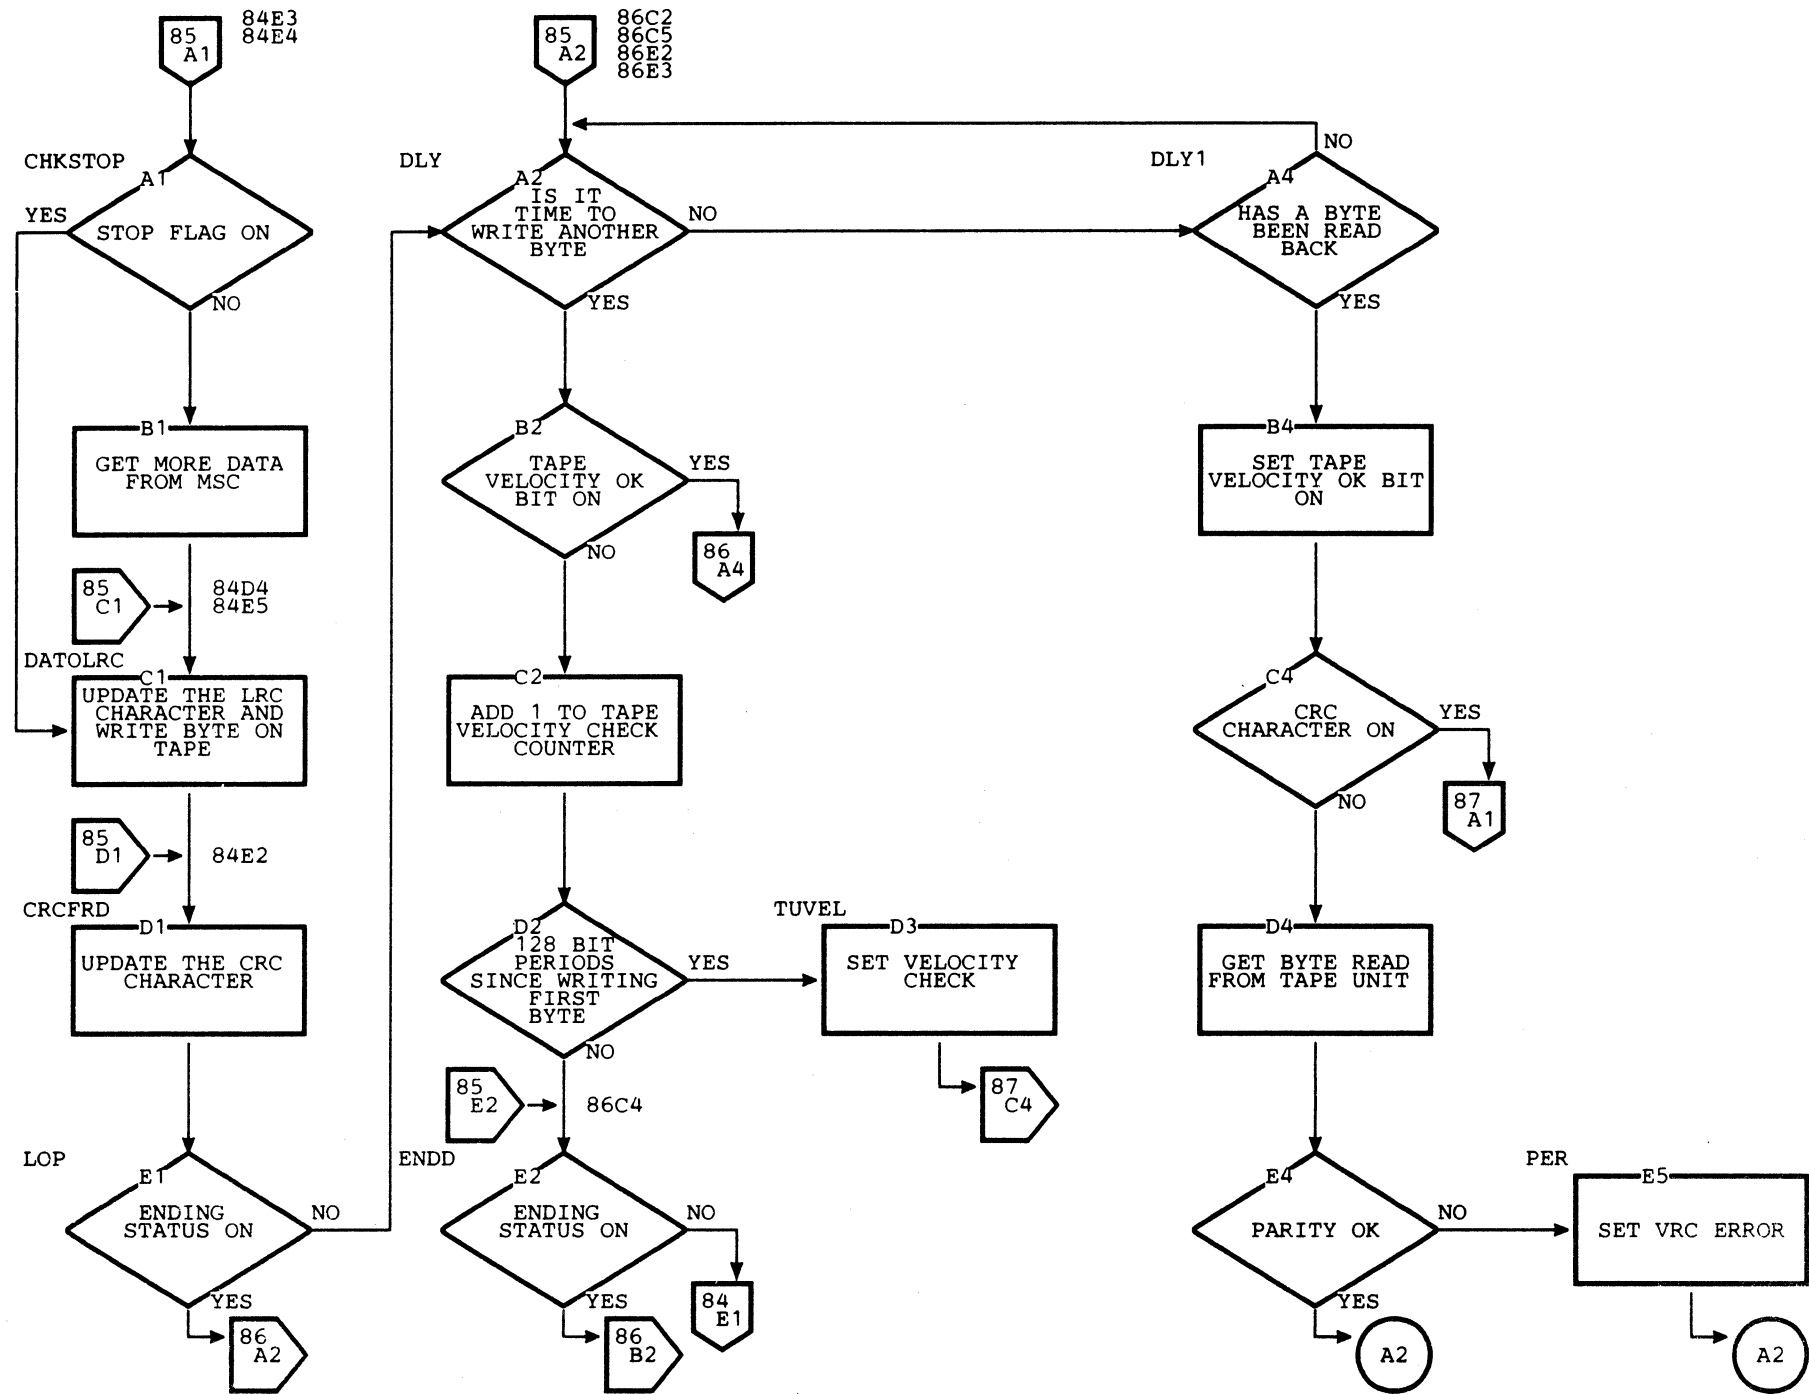 85
A1
84E3
84E4
CHKSTOP
A1
STOP FLAG ON
YES
NO
B1
GET MORE DATA
FROM MSC
85
C1
84D4
84E5
DATOLRC
C1
UPDATE THE LRC
CHARACTER AND
WRITE BYTE ON
TAPE
85
D1
84E2
CRCFRD
D1
UPDATE THE CRC
CHARACTER
LOP
E1
ENDING
STATUS ON
NO
YES
86
A2
85
A2
86C2
86C5
86E2
86E3
DLY
A2
IS IT
TIME TO
WRITE ANOTHER
BYTE
NO
YES
B2
TAPE
VELOCITY OK
BIT ON
YES
86
A4
NO
C2
ADD 1 TO TAPE
VELOCITY CHECK
COUNTER
D2
128 BIT
PERIODS
SINCE WRITING
FIRST
BYTE
YES
NO
TUVEL
D3
SET VELOCITY
CHECK
87
C4
85
E2
86C4
ENDD
E2
ENDING
STATUS ON
NO
84
E1
YES
86
B2
DLY1
A4
HAS A BYTE
BEEN READ
BACK
NO
YES
B4
SET TAPE
VELOCITY OK BIT
ON
C4
CRC
CHARACTER ON
YES
87
A1
NO
D4
GET BYTE READ
FROM TAPE UNIT
E4
PARITY OK
NO
YES
A2
PER
E5
SET VRC ERROR
A2